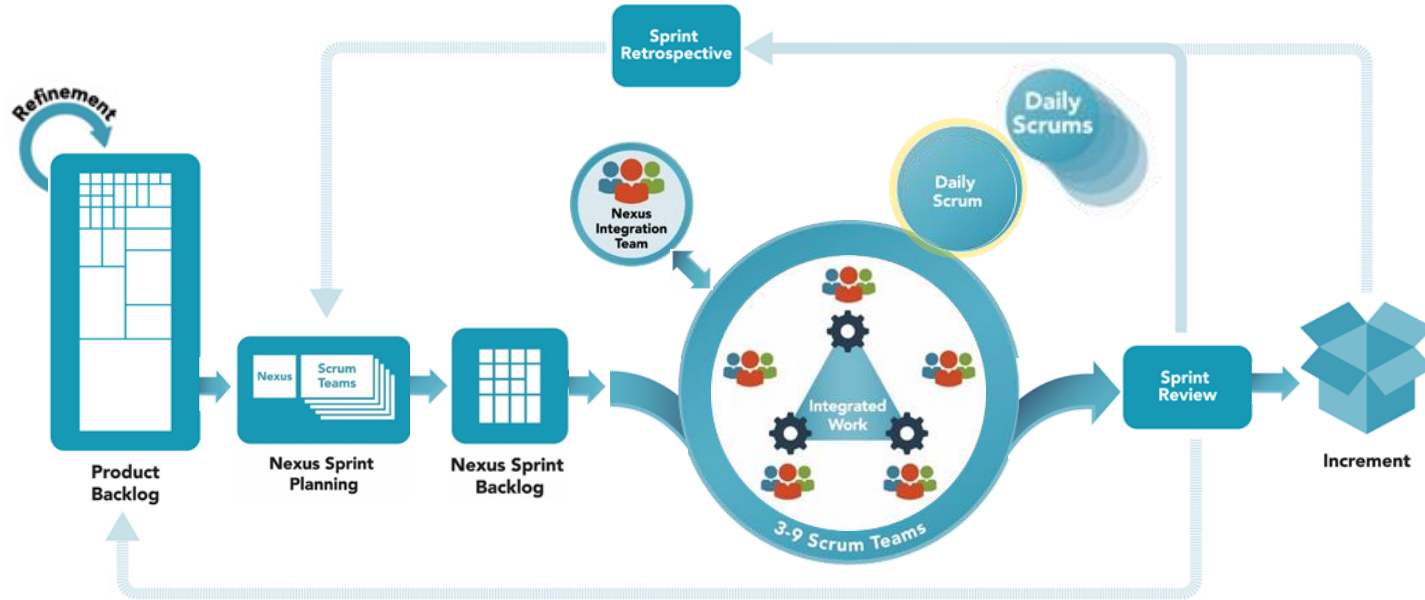 Sprint
Retrospective
Refinement
Daily
Scrums
Daily
Scrum
Nexus
Integration
Team
Nexus
Scrum
Teams
Integrated
Work
Sprint
Review
Product
Backlog
Nexus Sprint
Planning
Nexus Sprint
Backlog
Increment
3-9 Scrum Teams